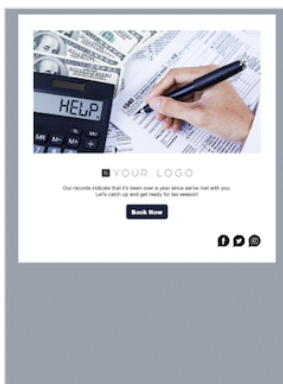 HELP.
1040
YOUR LOGO
Our records indicate that it's been over a year since we've met with you.
Let's catch up and get ready for tax season!
Book Now